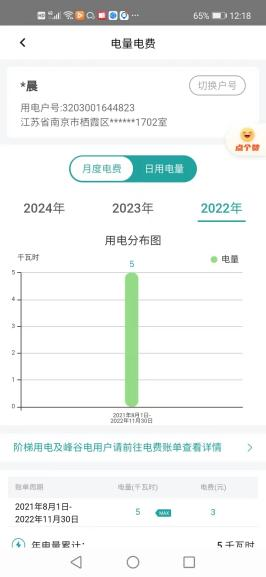 65% 12:18
电量电费
*晨
切换户号
用电户号:3203001644823
江苏省南京市栖霞区******1702室
点个赞
月度电费 日用电量
2024年 2023年 2022年
用电分布图
千瓦时
电量
5
5
4
3
2
1
0
2021年8月1日-
2022年11月30日
阶梯用电及峰谷电用户请前往电费账单查看详情
账单周期 电量(千瓦时) 电费(元)
2021年8月1日-
2022年11月30日
5 MAX 3
年电量累计: 5 千瓦时